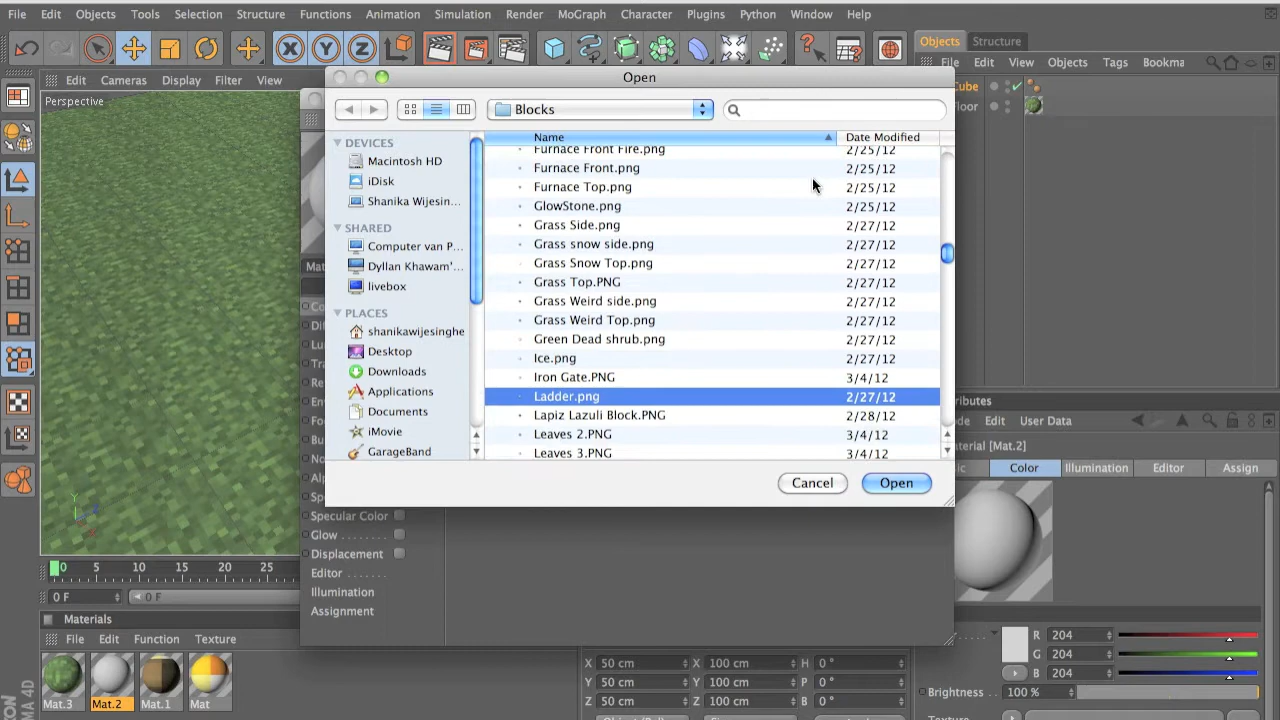 File Edit Objects Tools Selection Structure Functions Animation Simulation Render MoGraph Character Plugins Python Window Help
Objects Structure
Edit Cameras Display Filter View
File Edit View Objects Tags Bookma
Perspective
Cube
Floor
Open
Blocks
DEVICES
Macintosh HD
iDisk
Shanika Wijesin...
SHARED
Computer van P...
Dyllan Khawam'...
livebox
PLACES
shanikawijesinghe
Desktop
Downloads
Applications
Documents
iMovie
GarageBand
Name Date Modified
Furnace Front Fire.png 2/25/12
Furnace Front.png 2/25/12
Furnace Top.png 2/25/12
GlowStone.png 2/25/12
Grass Side.png 2/27/12
Grass snow side.png 2/27/12
Grass Snow Top.png 2/27/12
Grass Top.PNG 2/27/12
Grass Weird side.png 2/27/12
Grass Weird Top.png 2/27/12
Green Dead shrub.png 2/27/12
Ice.png 2/27/12
Iron Gate.PNG 3/4/12
Ladder.png 2/27/12
Lapiz Lazuli Block.PNG 2/28/12
Leaves 2.PNG 3/4/12
Leaves 3.PNG 3/4/12
Cancel Open
Specular Color
Glow
Displacement
Editor
Illumination
Assignment
ributes
de Edit User Data
aterial [Mat.2]
ic Color Illumination Editor Assign
R 204
G 204
B 204
Brightness 100 %
Texture
0 5 10 15 20 25
0 F 0 F
Materials
File Edit Function Texture
Mat.3 Mat.2 Mat.1 Mat
X 50 cm X 100 cm H 0 °
Y 50 cm Y 100 cm P 0 °
Z 50 cm Z 100 cm B 0 °